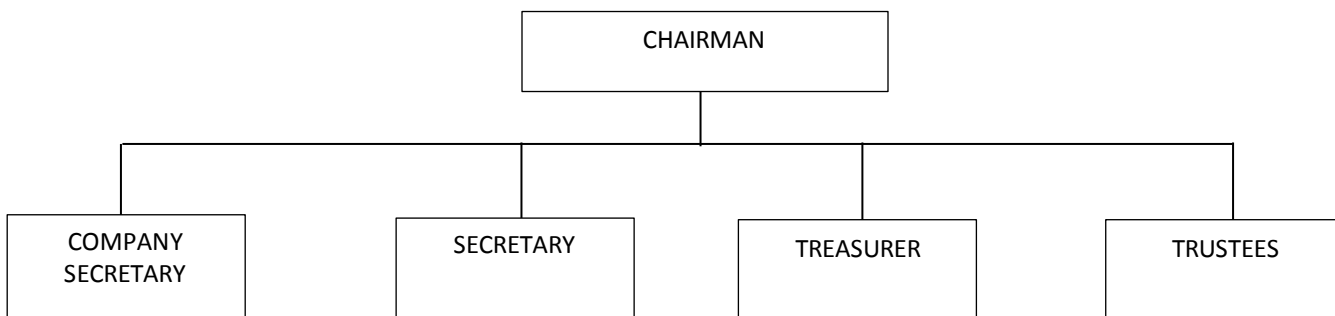 CHAIRMAN
COMPANY
SECRETARY
SECRETARY
TREASURER
TRUSTEES